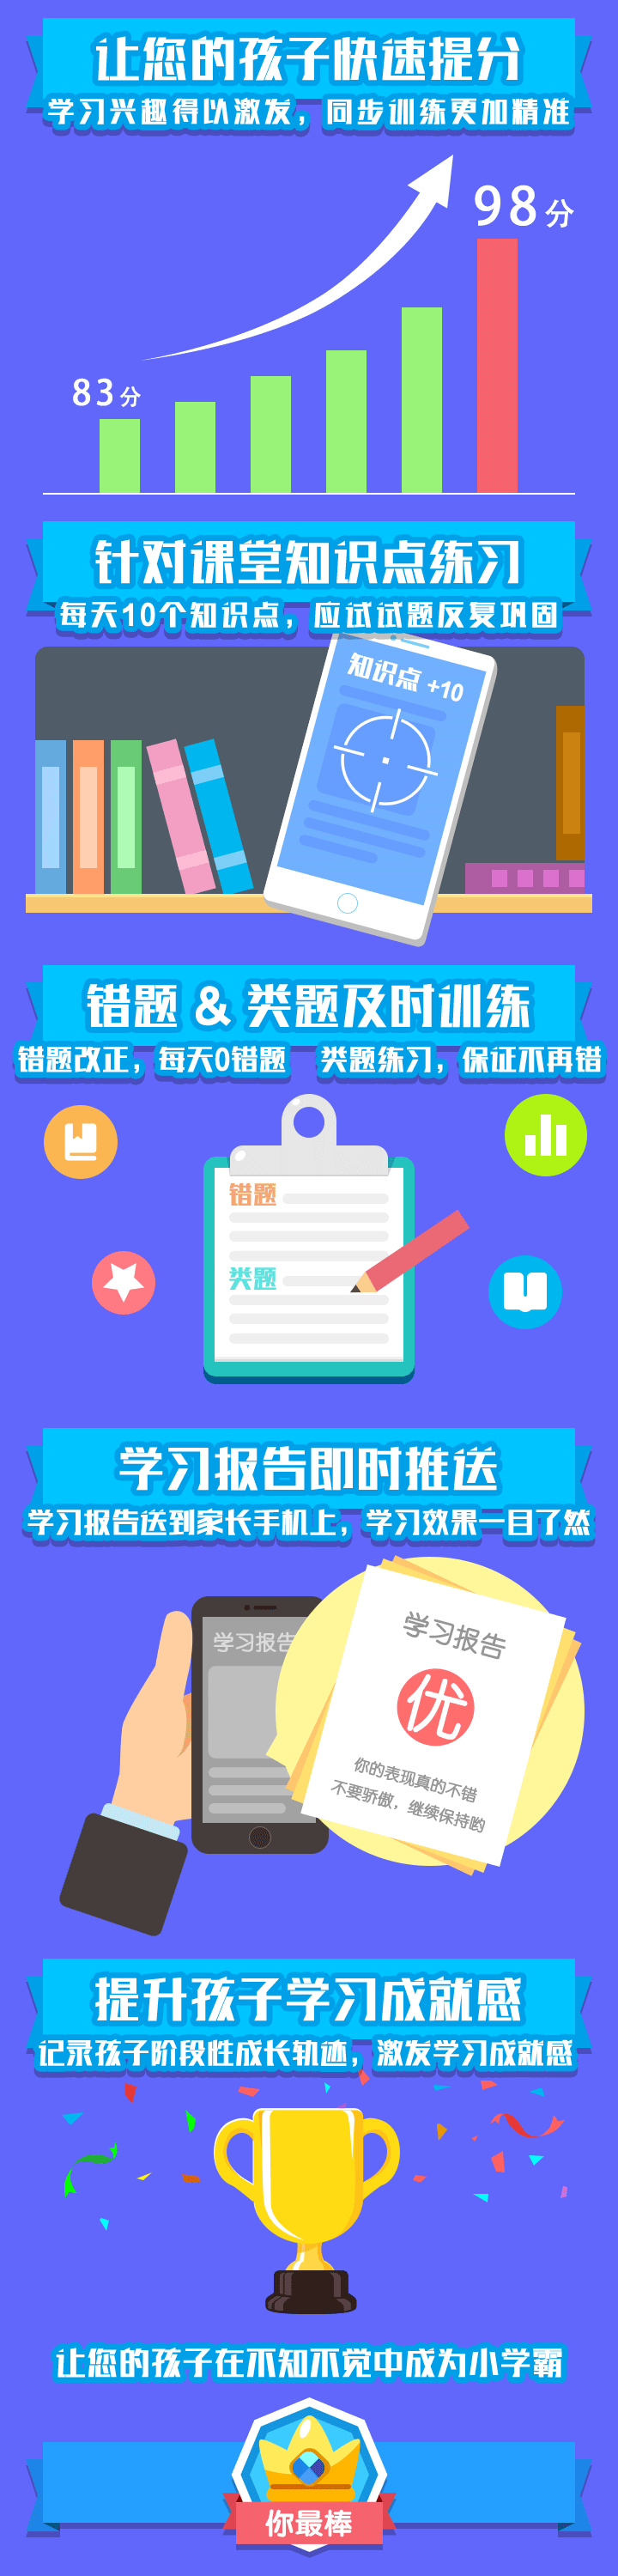 让您的孩子快速提分
学习兴趣得以激发，同步训练更加精准
98分
83分
针对课堂知识点练习
每天10个知识点，应试试题反复巩固
知识点 +10
错题 & 类题及时训练
错题改正，每天0错题 类题练习，保证不再错
错题
类题
学习报告即时推送
学习报告送到家长手机上，学习效果一目了然
学习报告
学习报告
优
你的表现真的不错
不要骄傲，继续保持哟
提升孩子学习成就感
记录孩子阶段性成长轨迹，激发学习成就感
让您的孩子在不知不觉中成为小学霸
你最棒